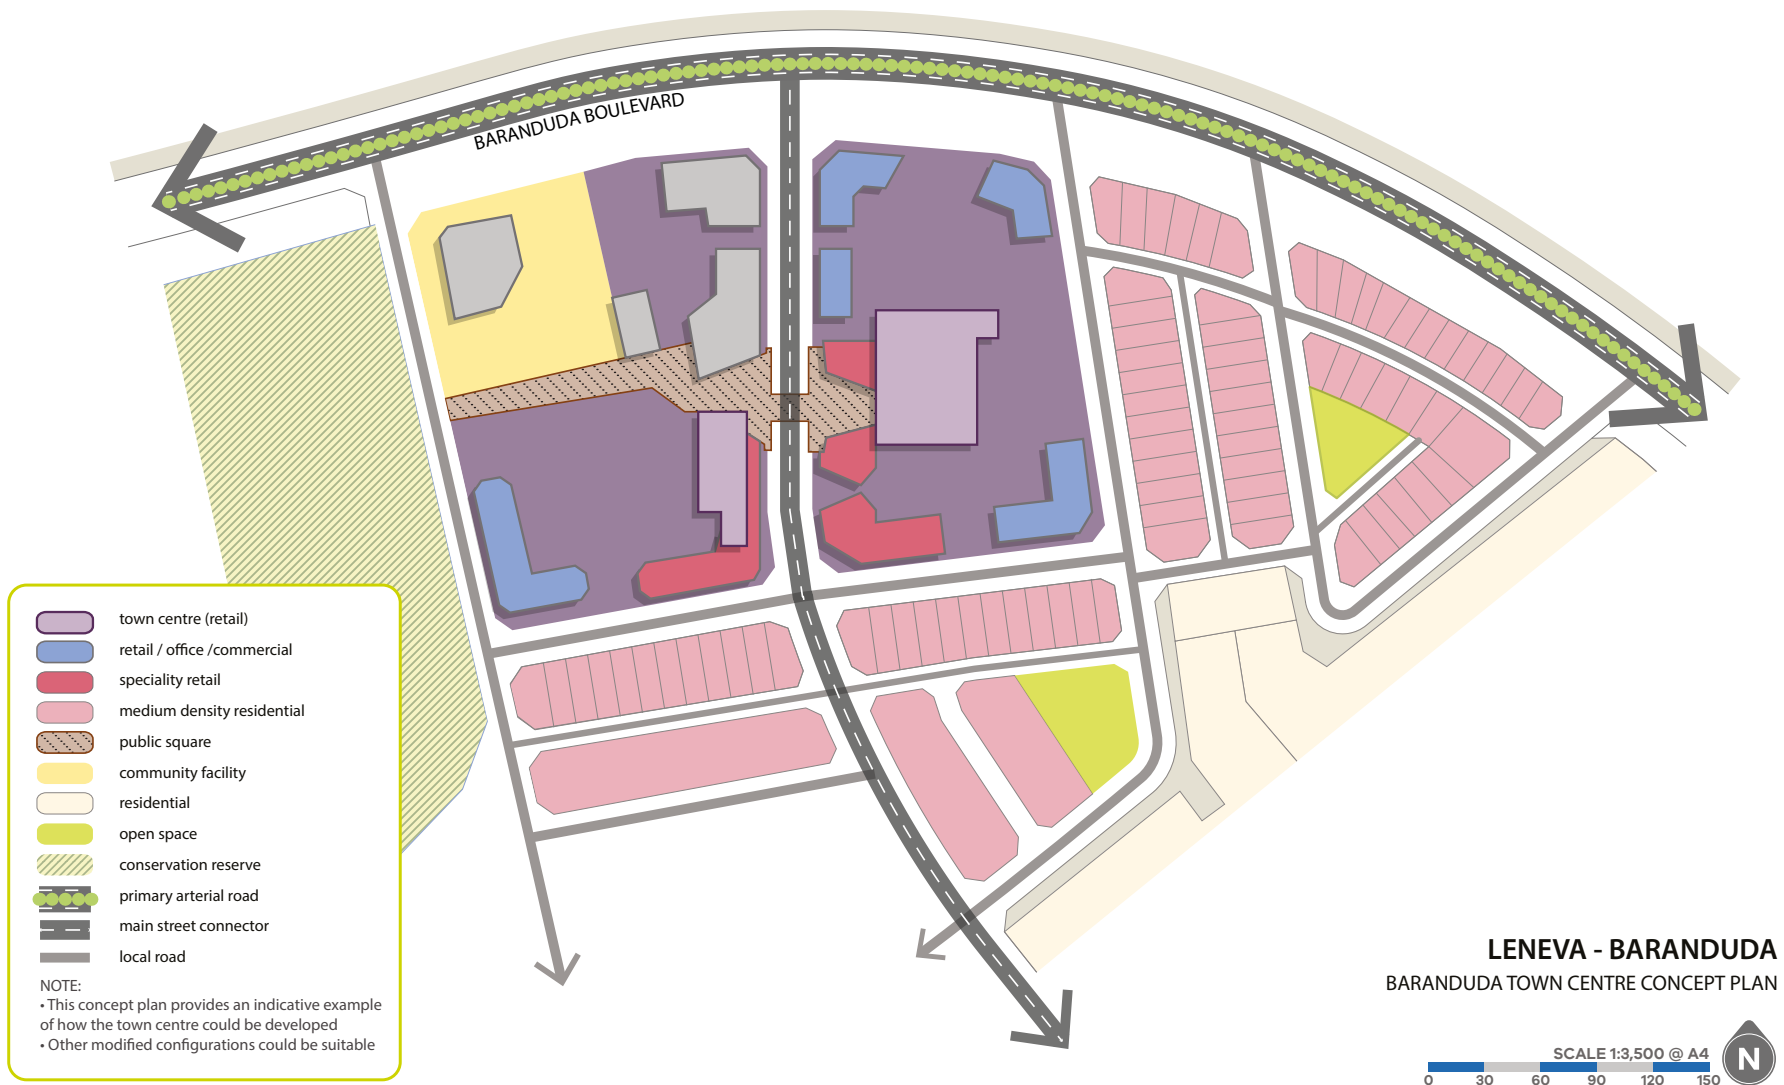 BARANDUDA BOULEVARD
town centre (retail)
retail / office /commercial
speciality retail
medium density residential
public square
community facility
residential
open space
conservation reserve
primary arterial road
main street connector
local road
NOTE:
• This concept plan provides an indicative example
of how the town centre could be developed
• Other modified configurations could be suitable
LENEVA - BARANDUDA
BARANDUDA TOWN CENTRE CONCEPT PLAN
SCALE 1:3,500 @ A4
0 30 60 90 120 150
N